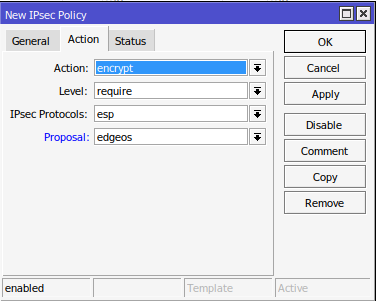 New IPsec Policy
General Action Status
Action: encrypt
Level: require
IPsec Protocols: esp
Proposal: edgeos
OK
Cancel
Apply
Disable
Comment
Copy
Remove
enabled Template Active